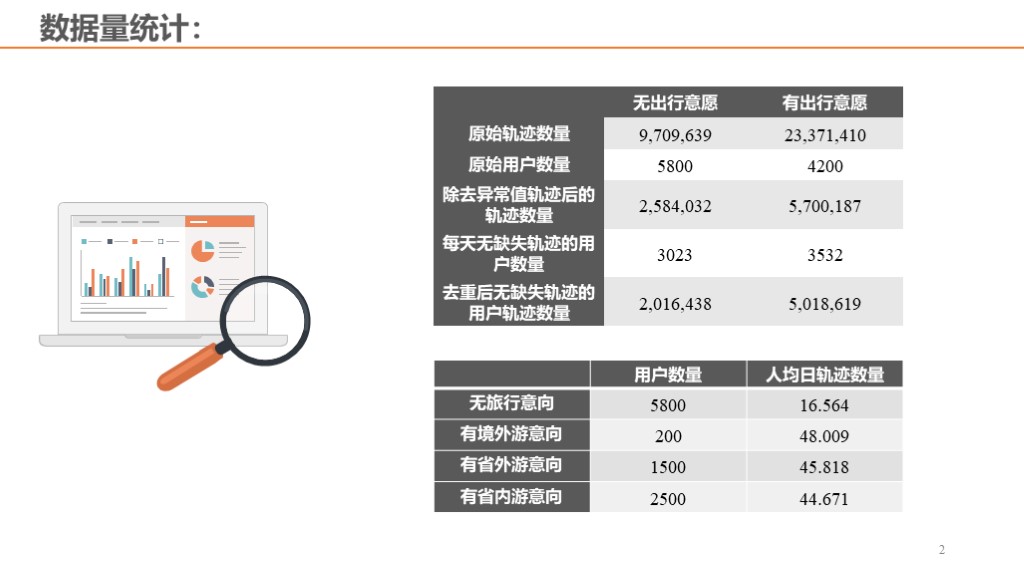 数据量统计：
无出行意愿 有出行意愿
原始轨迹数量 9,709,639 23,371,410
原始用户数量 5800 4200
除去异常值轨迹后的
轨迹数量 2,584,032 5,700,187
每天无缺失轨迹的用
户数量 3023 3532
去重后无缺失轨迹的
用户轨迹数量 2,016,438 5,018,619
用户数量 人均日轨迹数量
无旅行意向 5800 16.564
有境外游意向 200 48.009
有省外游意向 1500 45.818
有省内游意向 2500 44.671
2